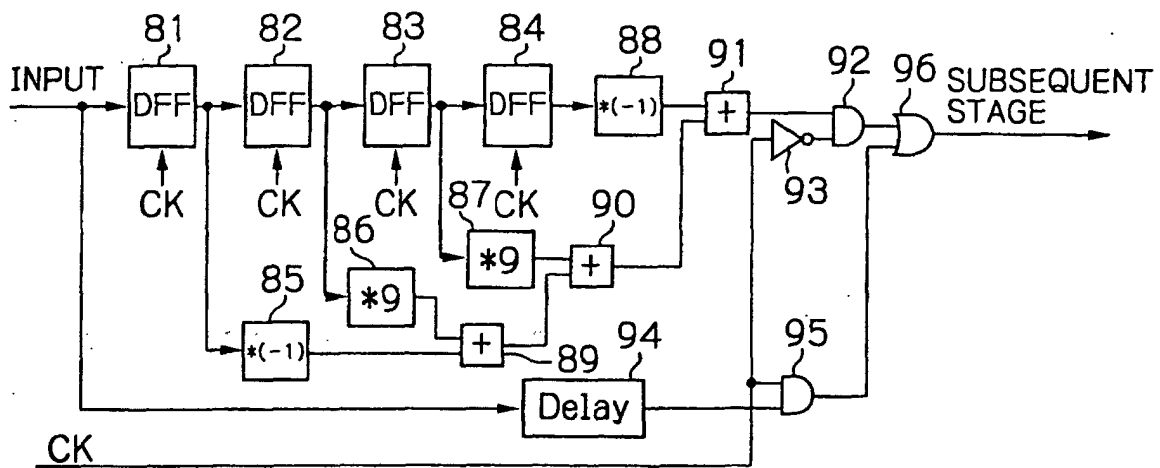 81 82 83 84 88 91 92 96
INPUT DFF DFF DFF DFF *(-1) + SUBSEQUENT
STAGE
93
CK CK CK CK
87 90
86 *9 +
85 *9
*(-1) + 89 94 95
Delay
CK